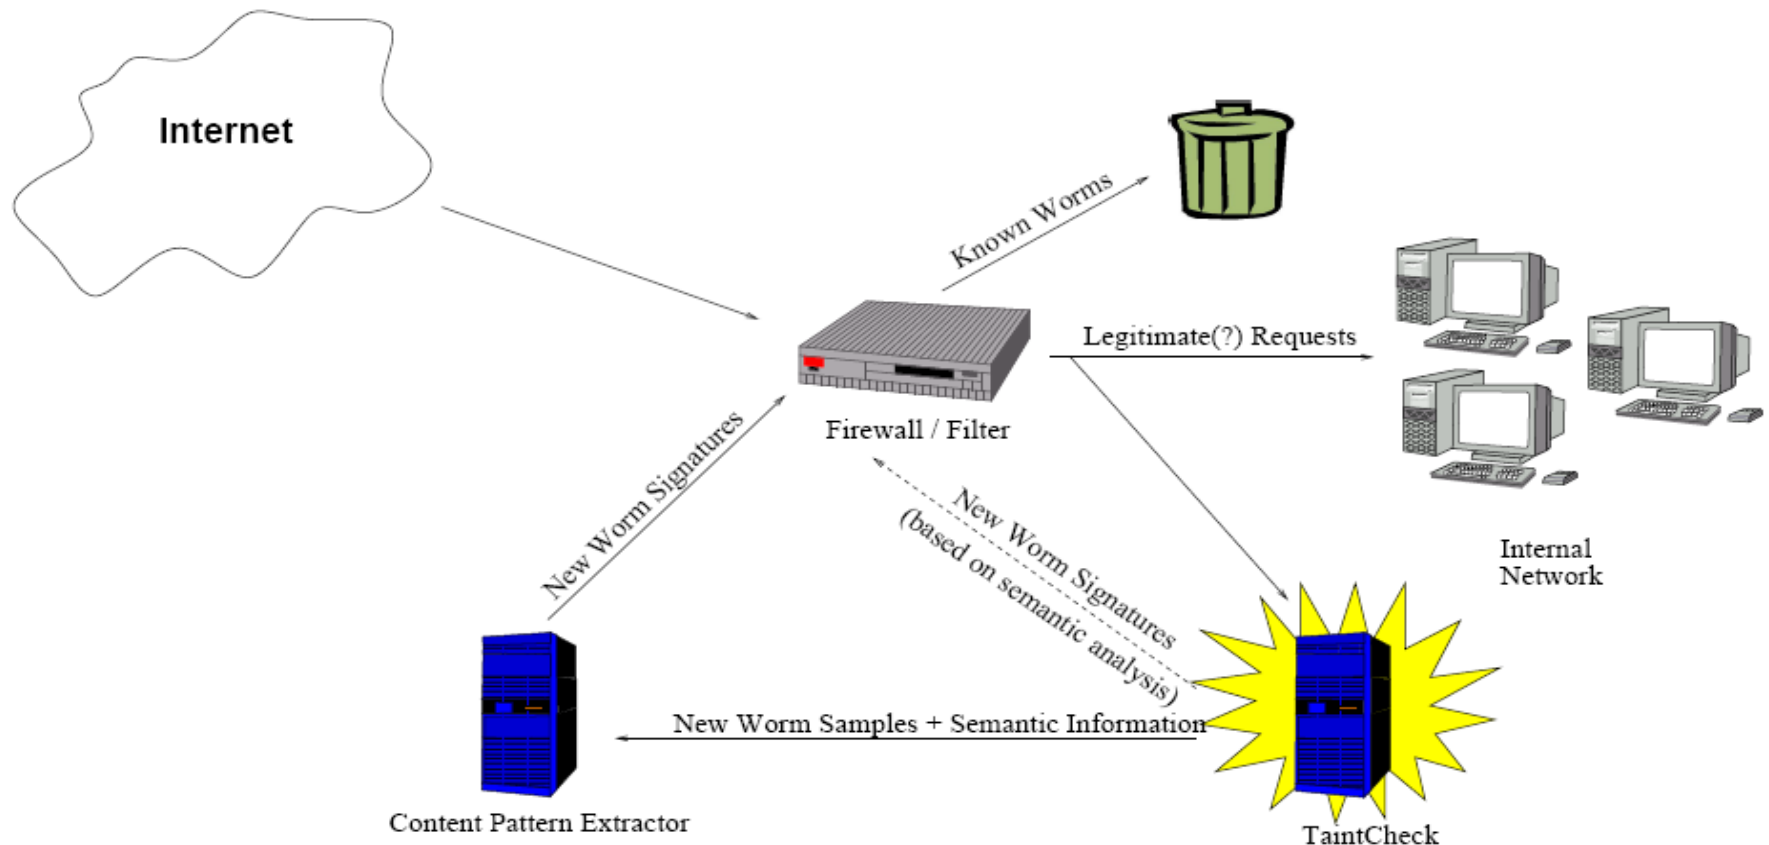 Internet
Known Worms
Legitimate(?) Requests
Firewall / Filter
New Worm Signatures
New Worm Signatures
(based on semantic analysis)
Internal
Network
New Worm Samples + Semantic Information
Content Pattern Extractor
TaintCheck